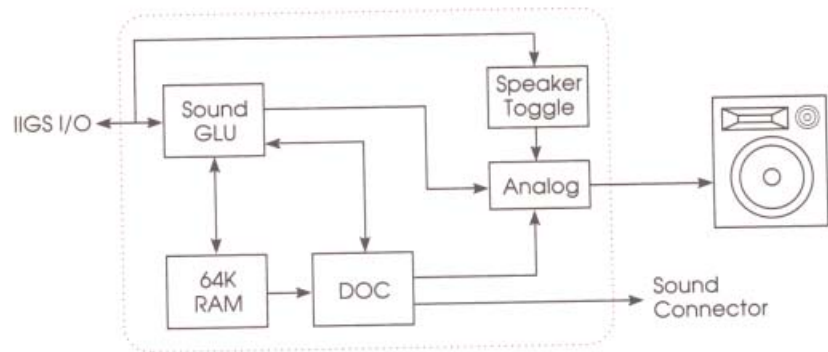 IIGS I/O
Sound
GLU
Speaker
Toggle
Analog
64K
RAM
DOC
Sound
Connector